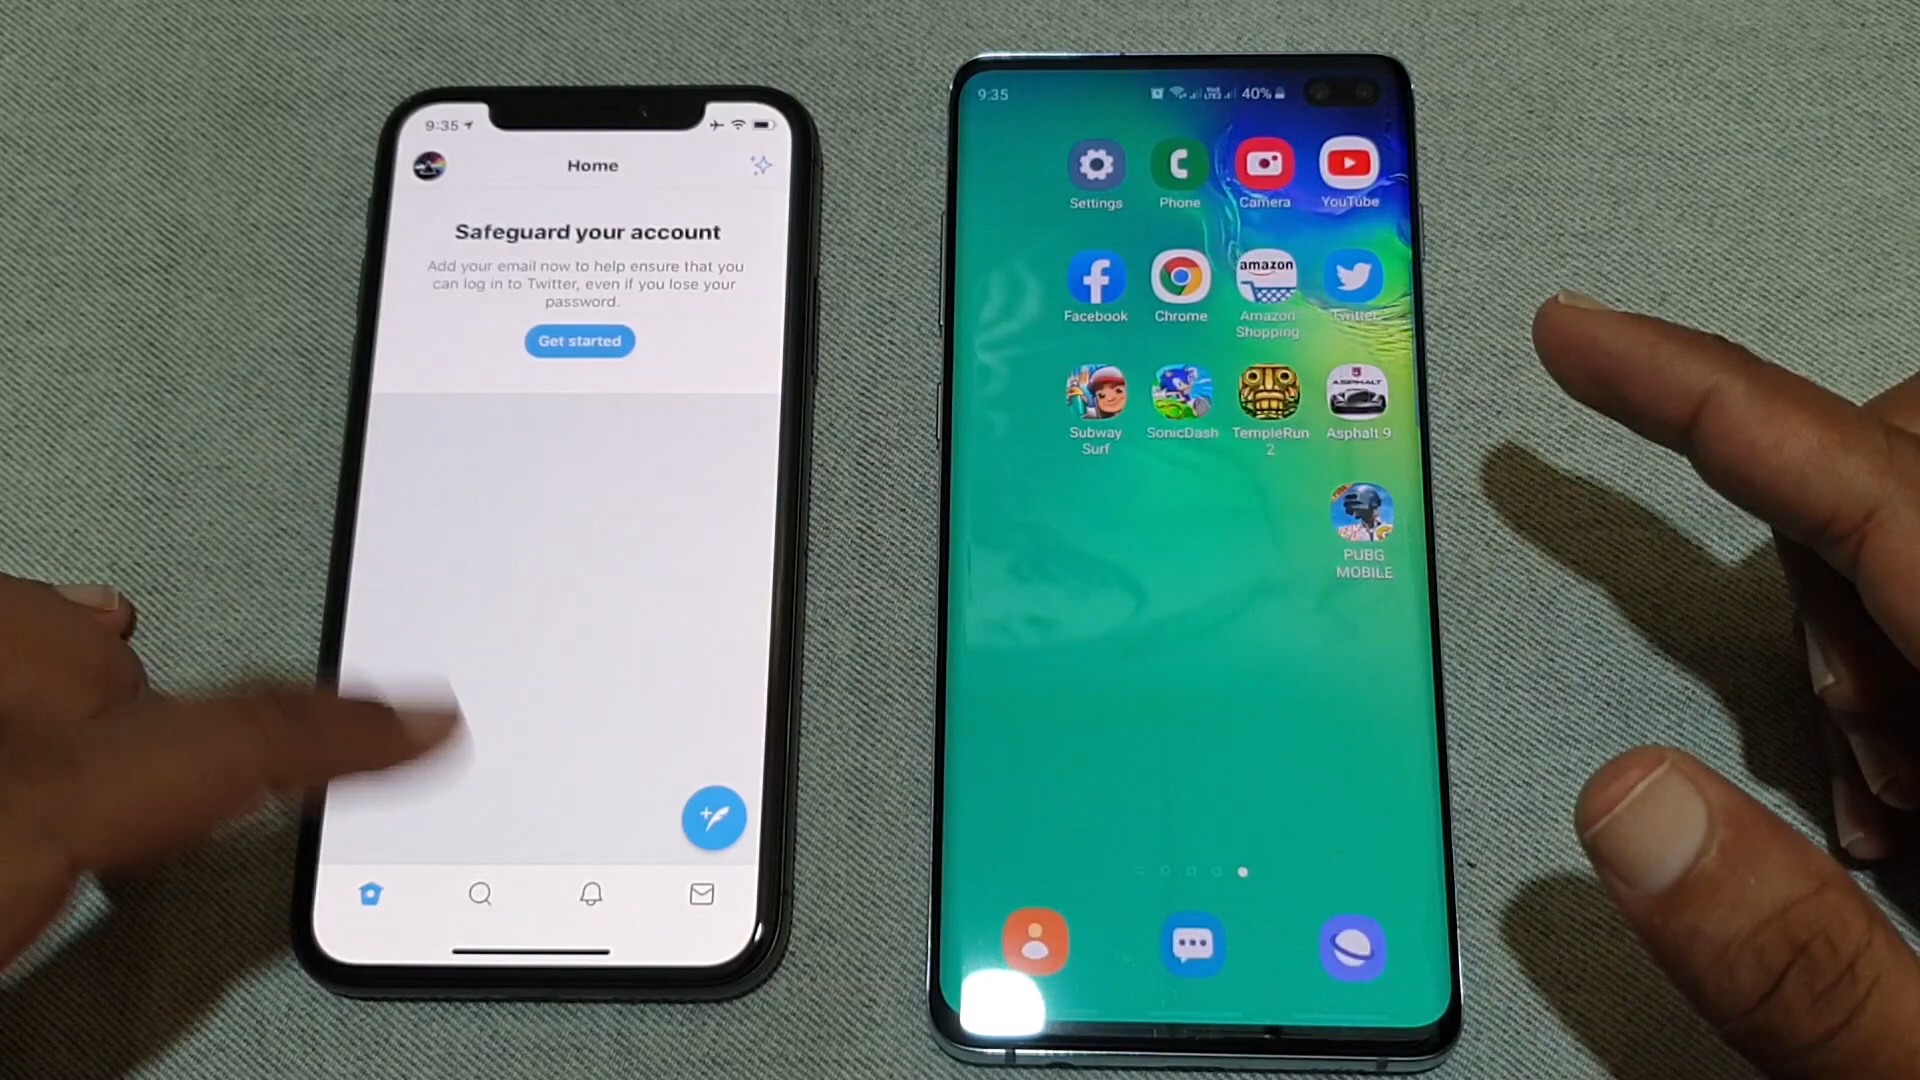 9:35
Home
Safeguard your account
Add your email now to help ensure that you
can log in to Twitter, even if you lose your
password.
Get started
9:35
40%
Settings
Phone
Camera
YouTube
Facebook
Chrome
amazon
Amazon
Shopping
Twitter
Subway
Surf
SonicDash
TempleRun
2
ASPHALT
Asphalt 9
PUBG
MOBILE